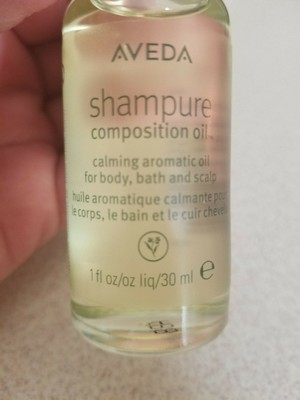 AVEDA
shampure
composition oil™
calming aromatic oil
for body, bath and scalp
huile aromatique calmante pour
le corps, le bain et le cuir chevelu
1 fl oz/oz liq/30 ml ℮